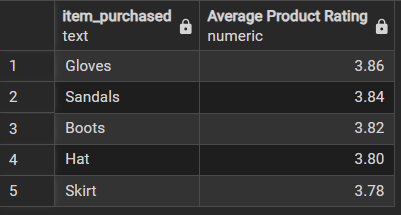 item_purchased Average Product Rating
text numeric
1 Gloves 3.86
2 Sandals 3.84
3 Boots 3.82
4 Hat 3.80
5 Skirt 3.78